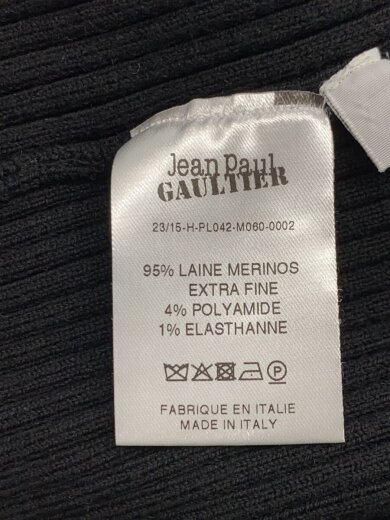 Jean Paul
GAULTIER
23/15-H-PL042-M060-0002
95% LAINE MERINOS
EXTRA FINE
4% POLYAMIDE
1% ELASTHANNE
P
FABRIQUE EN ITALIE
MADE IN ITALY